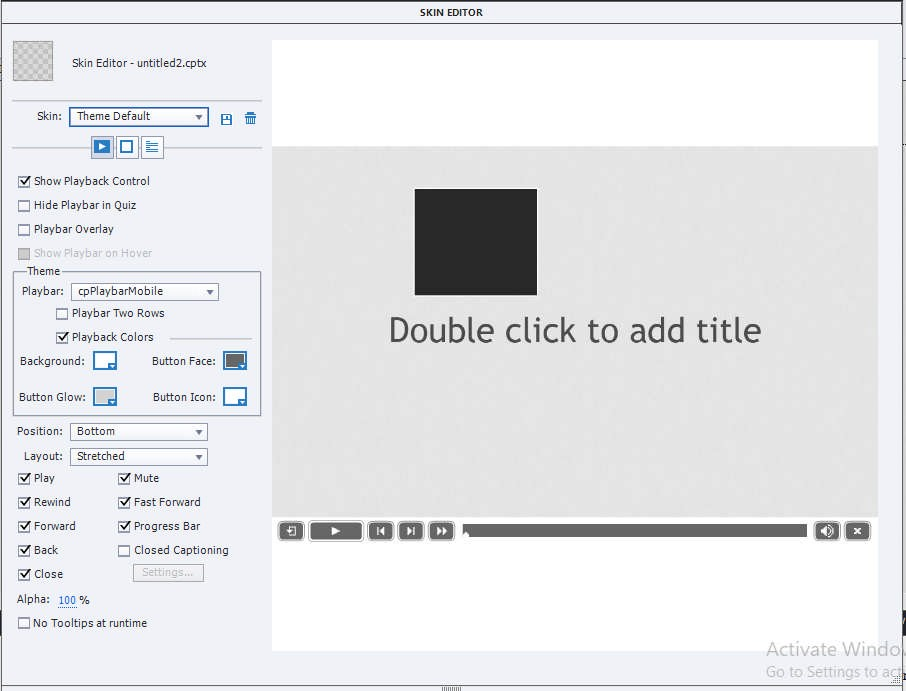 SKIN EDITOR
Skin Editor - untitled2.cptx
Skin: Theme Default
Show Playback Control
Hide Playbar in Quiz
Playbar Overlay
Show Playbar on Hover
Theme
Playbar: cpPlaybarMobile
Playbar Two Rows
Playback Colors
Background: Button Face:
Button Glow: Button Icon:
Position: Bottom
Layout: Stretched
Play Mute
Rewind Fast Forward
Forward Progress Bar
Back Closed Captioning
Close Settings...
Alpha: 100 %
No Tooltips at runtime
Double click to add title
Activate Windo
Go to Settings to act